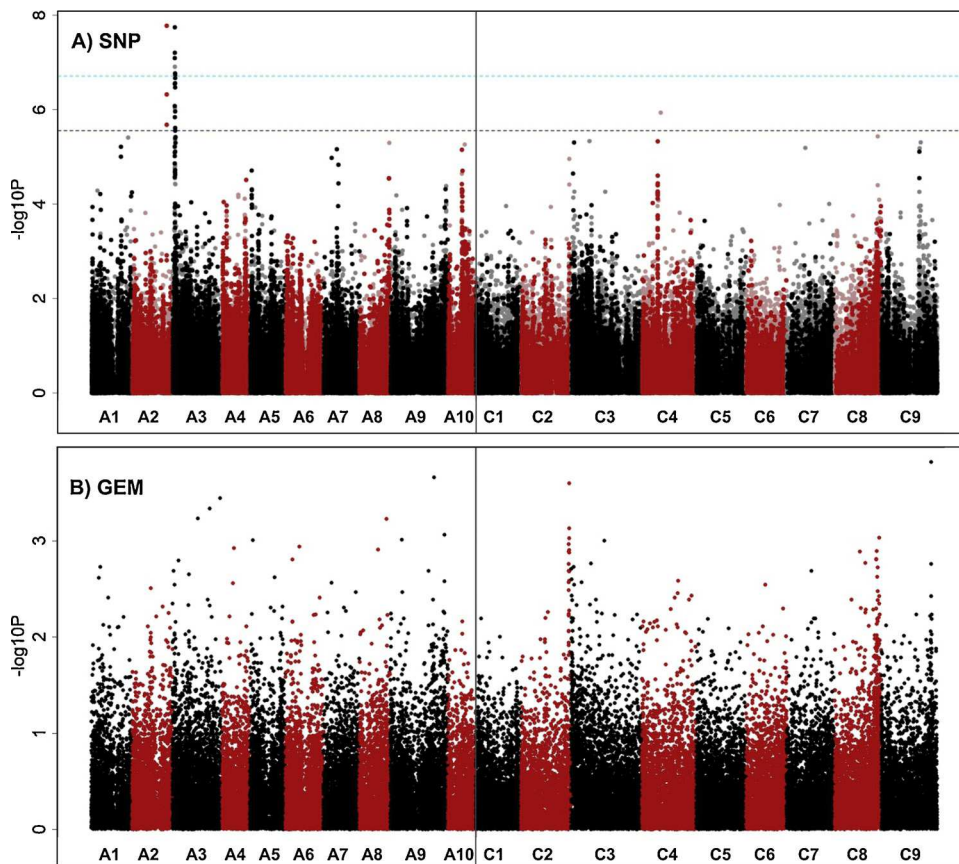 A) SNP
8
6
4
2
0
-log10P
A1 A2 A3 A4 A5 A6 A7 A8 A9 A10 C1 C2 C3 C4 C5 C6 C7 C8 C9
B) GEM
3
2
1
0
-log10P
A1 A2 A3 A4 A5 A6 A7 A8 A9 A10 C1 C2 C3 C4 C5 C6 C7 C8 C9